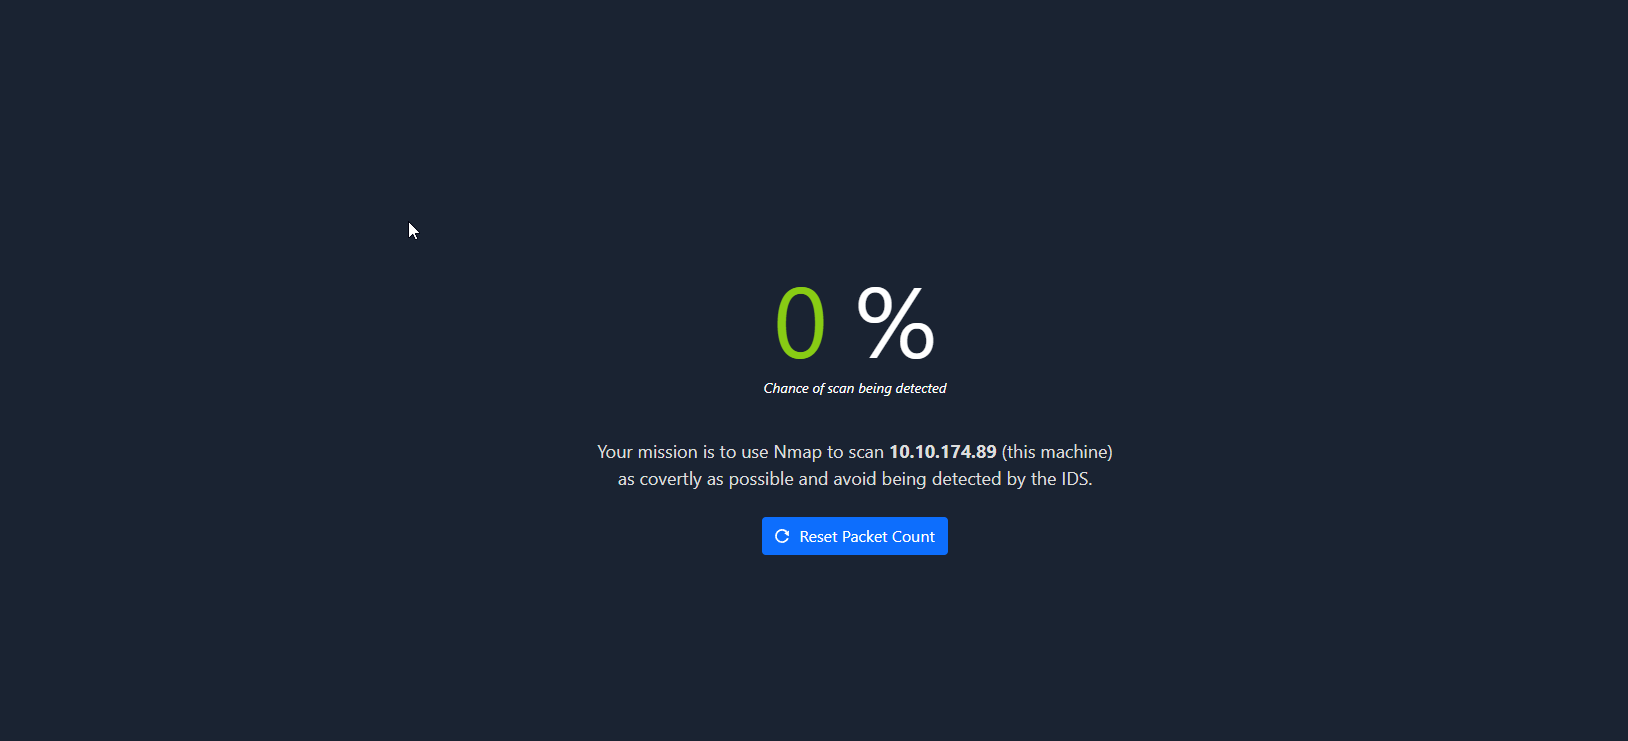 0 %
Chance of scan being detected
Your mission is to use Nmap to scan 10.10.174.89 (this machine)
as covertly as possible and avoid being detected by the IDS.
Reset Packet Count